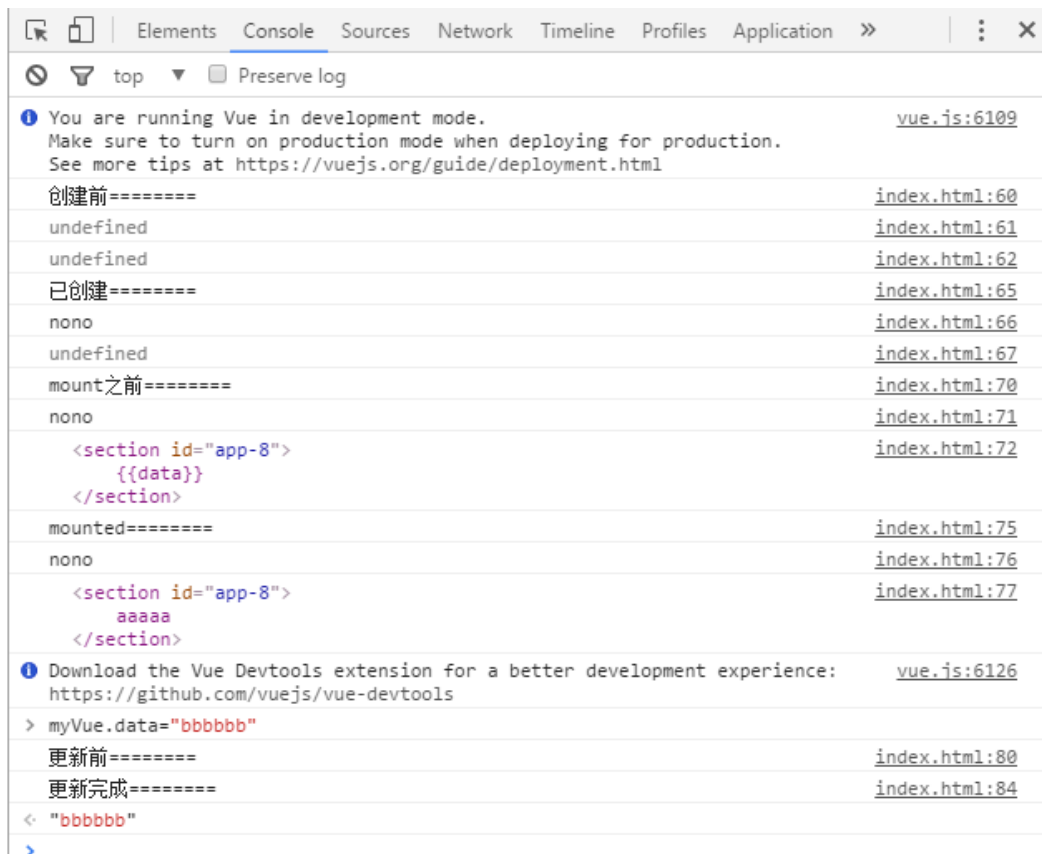 Elements Console Sources Network Timeline Profiles Application »
top ▼ Preserve log
You are running Vue in development mode. vue.js:6109
Make sure to turn on production mode when deploying for production.
See more tips at https://vuejs.org/guide/deployment.html
创建前======== index.html:60
undefined index.html:61
undefined index.html:62
已创建======== index.html:65
nono index.html:66
undefined index.html:67
mount之前======== index.html:70
nono index.html:71
<section id="app-8"> index.html:72
{{data}}
</section>
mounted======== index.html:75
nono index.html:76
<section id="app-8"> index.html:77
aaaaa
</section>
Download the Vue Devtools extension for a better development experience: vue.js:6126
https://github.com/vuejs/vue-devtools
> myVue.data="bbbbbb"
更新前======== index.html:80
更新完成======== index.html:84
"bbbbbb"